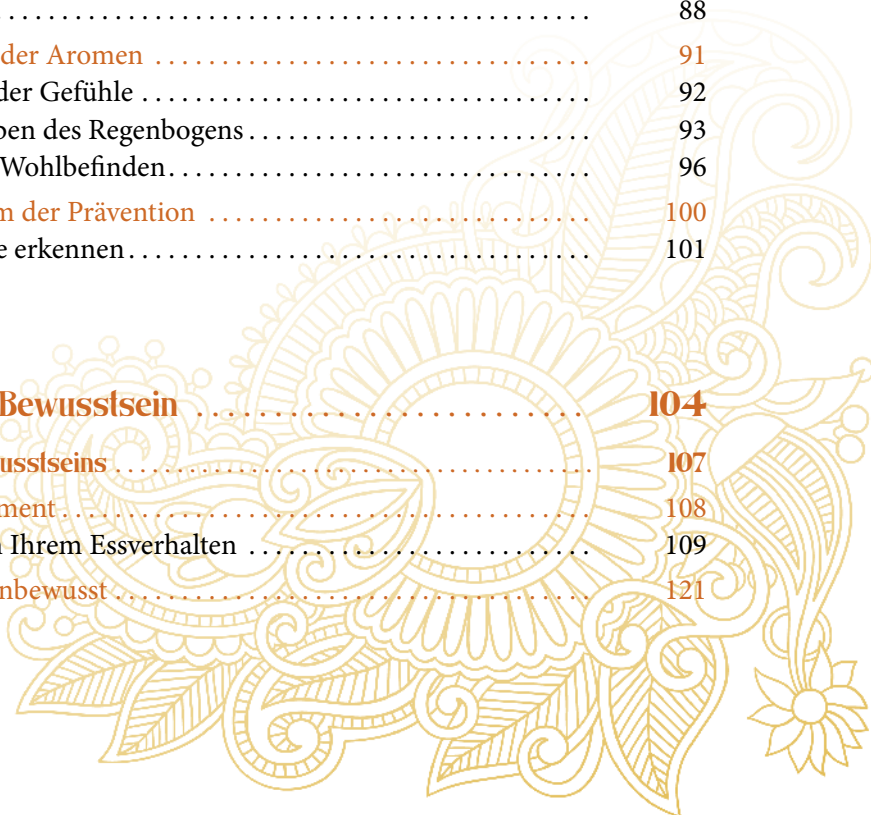 . . . . . . . . . . . . . . . . . . . . . . . . . . . . . . . . . . . . . . . . . . 88
der Aromen . . . . . . . . . . . . . . . . . . . . . . . . . . . . . . . . . 91
der Gefühle . . . . . . . . . . . . . . . . . . . . . . . . . . . . . . . . . . 92
ben des Regenbogens . . . . . . . . . . . . . . . . . . . . . . . . . . 93
Wohlbefinden . . . . . . . . . . . . . . . . . . . . . . . . . . . . . . . . 96
m der Prävention . . . . . . . . . . . . . . . . . . . . . . . . . . . . . 100
e erkennen . . . . . . . . . . . . . . . . . . . . . . . . . . . . . . . . . . . 101
Bewusstsein . . . . . . . . . . . . . . . . . . . . . . . . . 104
usstseins . . . . . . . . . . . . . . . . . . . . . . . . . . . . . . . . . . . . 107
ment . . . . . . . . . . . . . . . . . . . . . . . . . . . . . . . . . . . . . . . . 108
n Ihrem Essverhalten . . . . . . . . . . . . . . . . . . . . . . . . . . 109
nbewusst . . . . . . . . . . . . . . . . . . . . . . . . . . . . . . . . . . . . 121